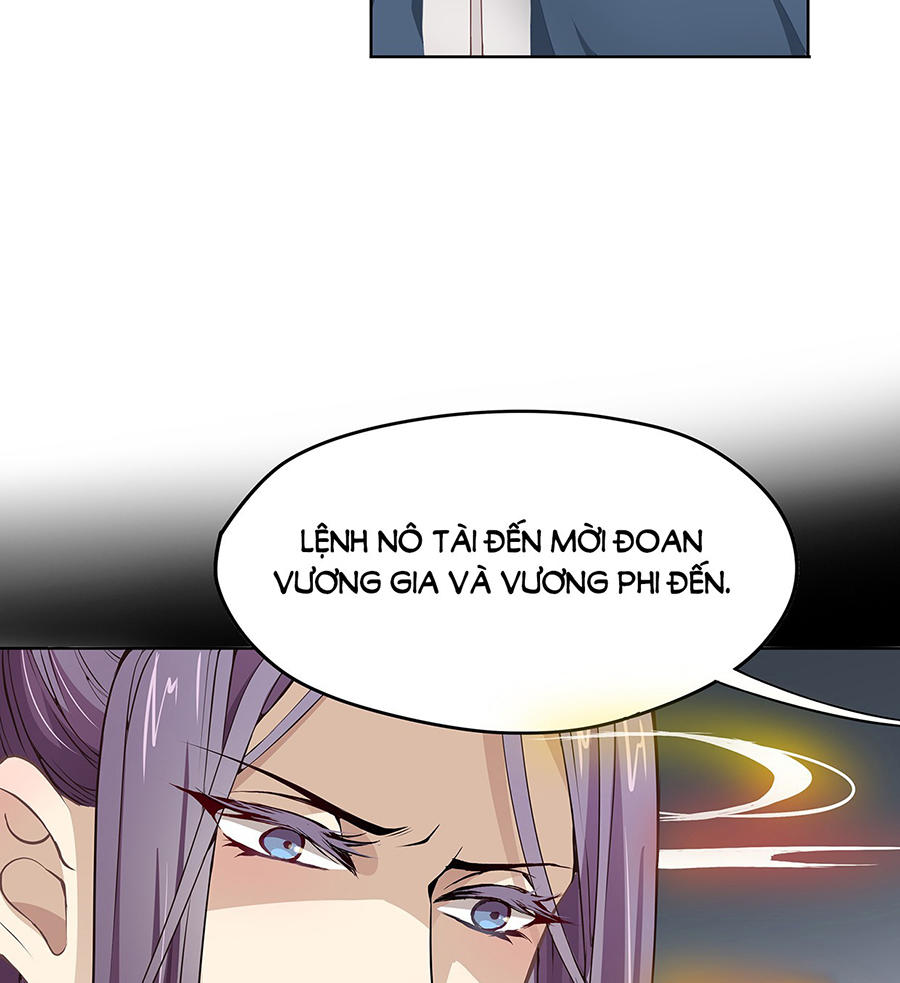 LỆNH NÔ TÀI ĐẾN MỜI ĐOAN
VƯƠNG GIA VÀ VƯƠNG PHI ĐẾN.